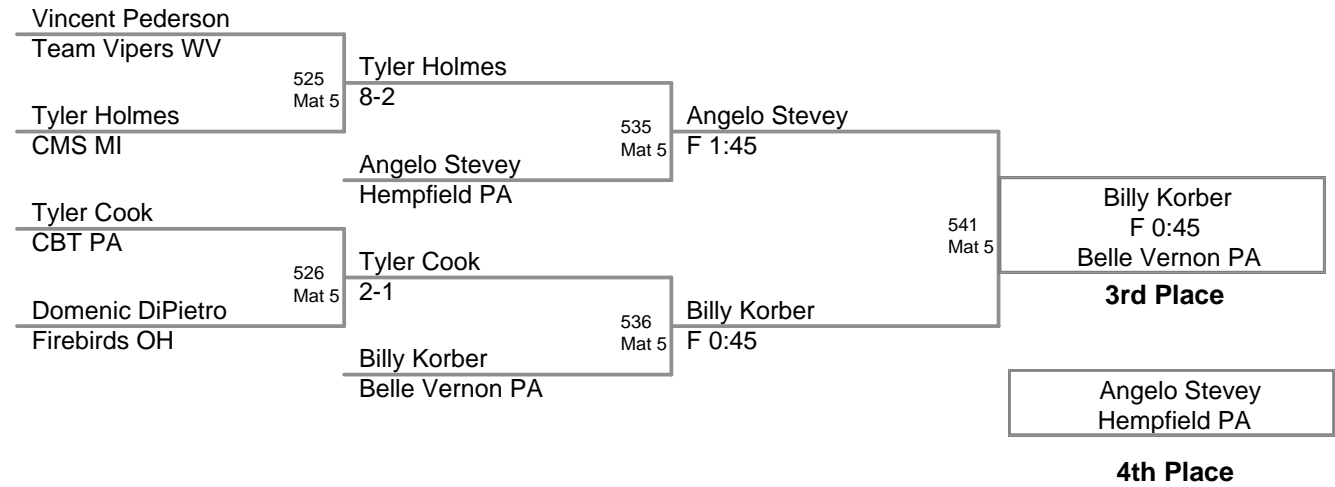 Vincent Pederson
Team Vipers WV
525
Mat 5
Tyler Holmes
CMS MI
Tyler Holmes
8-2
535
Mat 5
Angelo Stevey
Hempfield PA
Angelo Stevey
F 1:45
Tyler Cook
CBT PA
526
Mat 5
Domenic DiPietro
Firebirds OH
Tyler Cook
2-1
536
Mat 5
Billy Korber
Belle Vernon PA
Billy Korber
F 0:45
541
Mat 5
Billy Korber
F 0:45
Belle Vernon PA
3rd Place
Angelo Stevey
Hempfield PA
4th Place